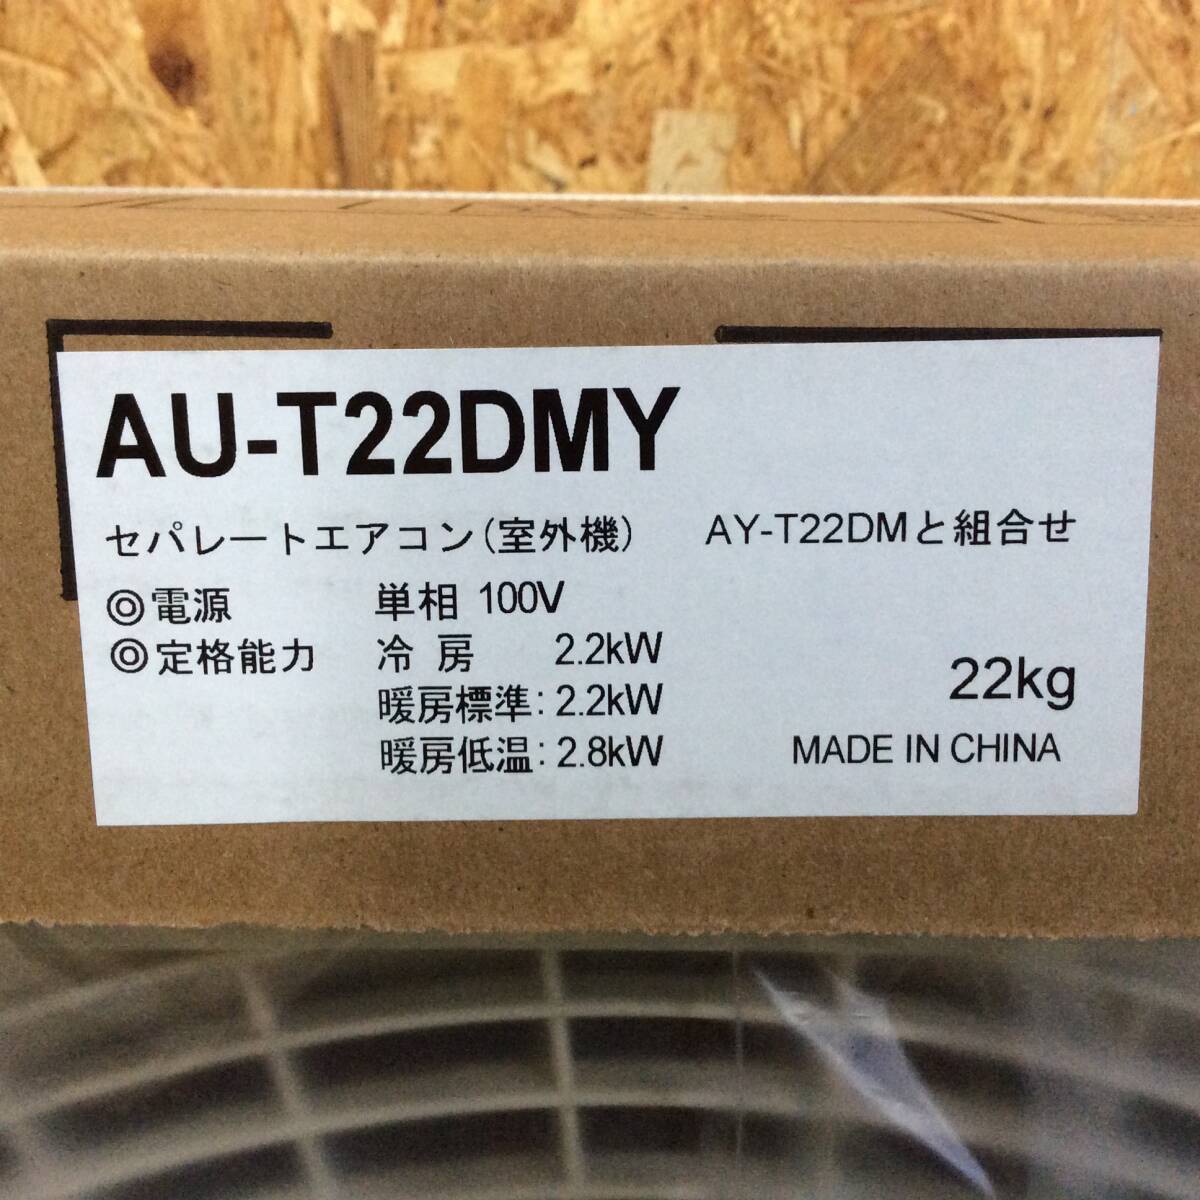 AU-T22DMY
セパレートエアコン(室外機) AY-T22DMと組合せ
◎電源 単相 100V
◎定格能力 冷 房 2.2kW
暖房標準: 2.2kW
暖房低温: 2.8kW
22kg
MADE IN CHINA